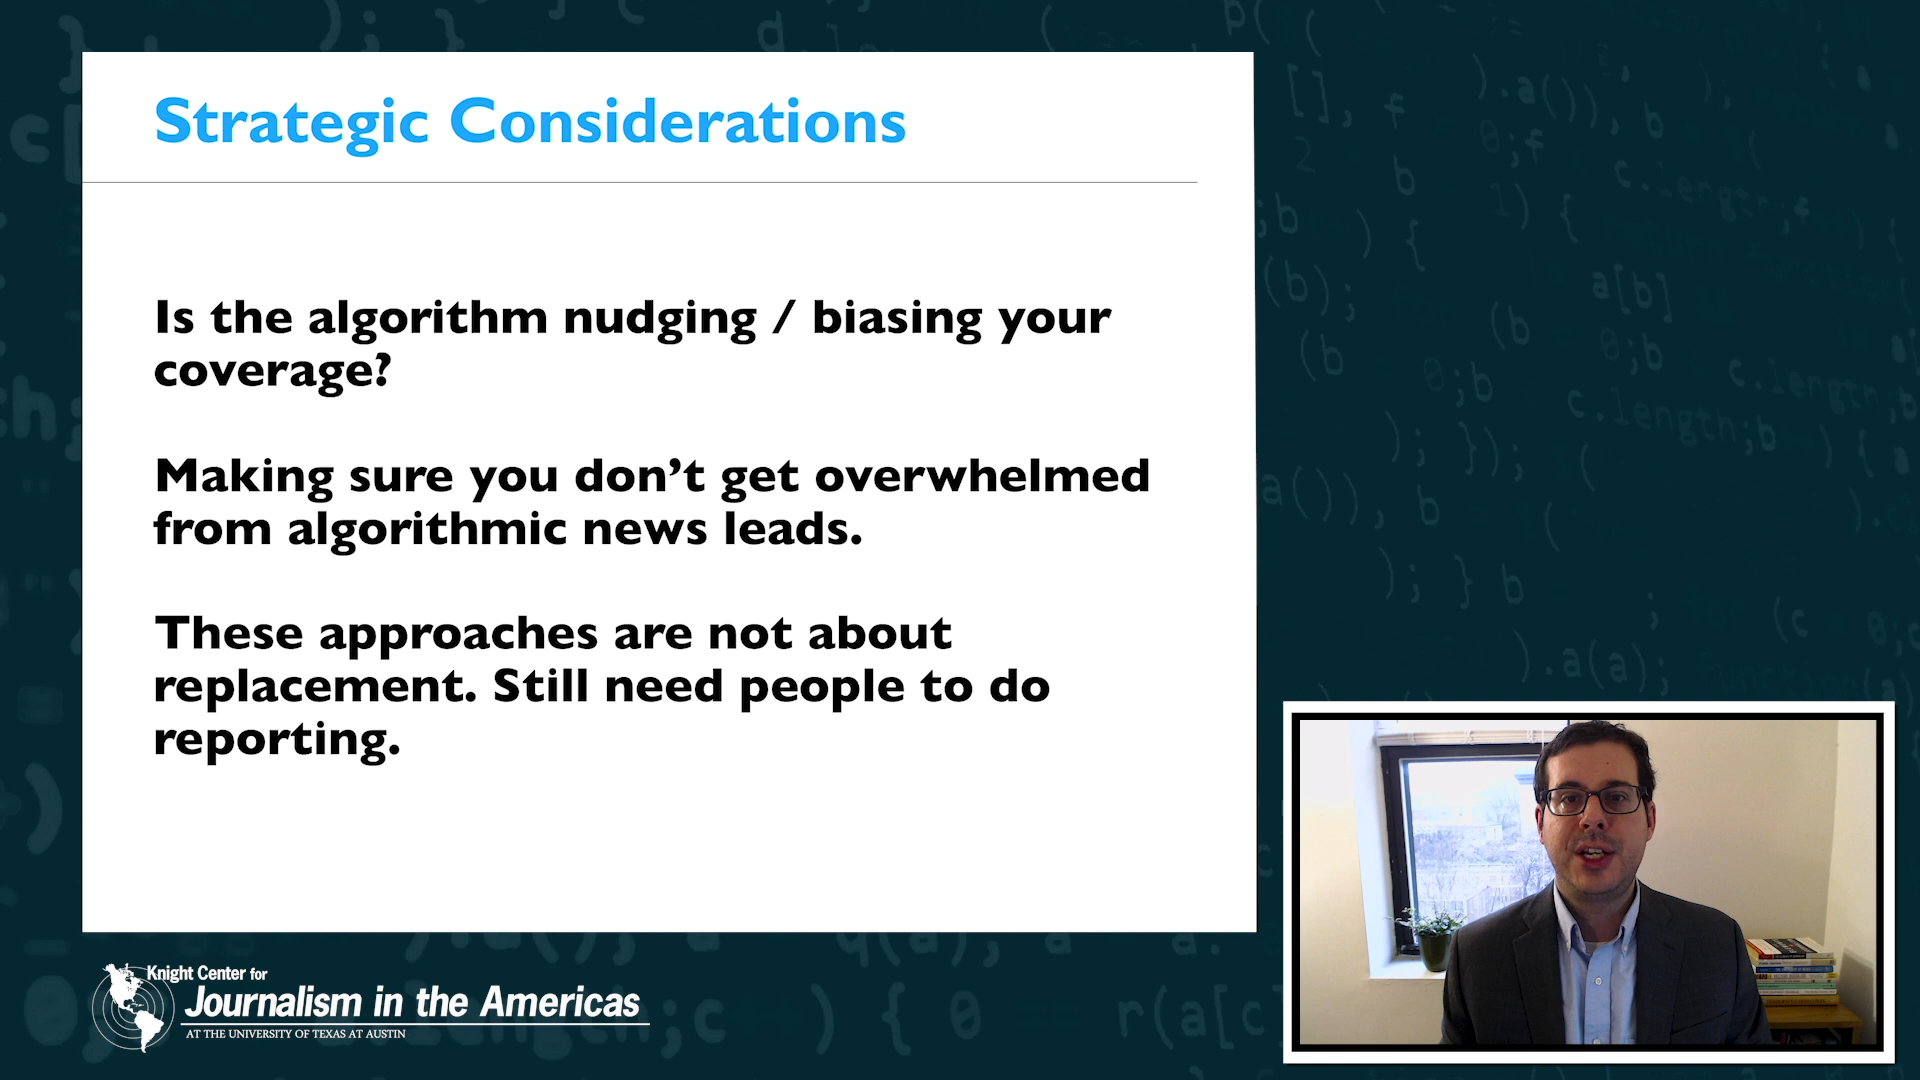 Strategic Considerations
Is the algorithm nudging / biasing your
coverage?
Making sure you don’t get overwhelmed
from algorithmic news leads.
These approaches are not about
replacement. Still need people to do
reporting.
Knight Center for
Journalism in the Americas
AT THE UNIVERSITY OF TEXAS AT AUSTIN